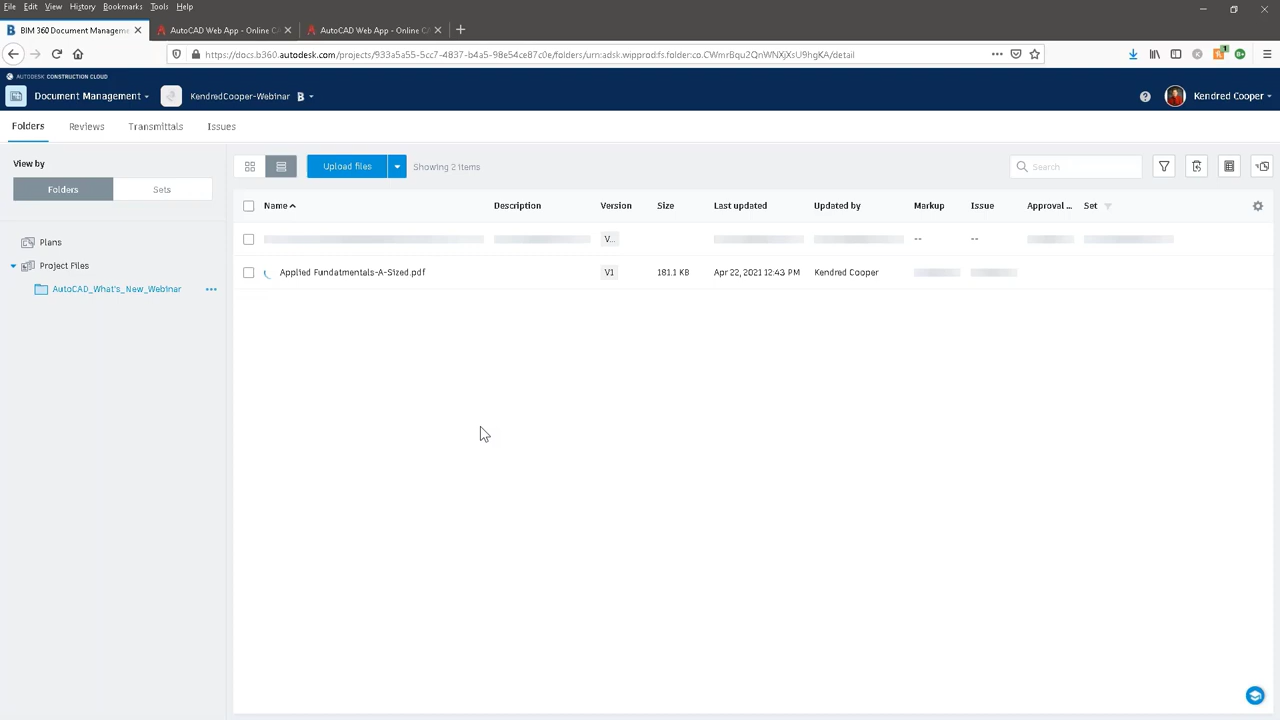 File Edit View History Bookmarks Tools Help
BIM 360 Document Manageme
AutoCAD Web App - Online C
AutoCAD Web App - Online C
https://docs.b360.autodesk.com/projects/933a5a55-5cc7-4837-b4a5-98e54ce87c0e/folders/urn:adsk.wipprod:fs.folder:co.CWmrBqu2QnWNXjXsU9hgKA/detail
AUTODESK CONSTRUCTION CLOUD
Document Management
KendredCooper-Webinar B
Kendred Cooper
Folders Reviews Transmittals Issues
View by
Folders Sets
Upload files
Showing 2 items
Search
Name Description Version Size Last updated Updated by Markup Issue Approval ... Set
V... -- --
Applied Fundatmentals-A-Sized.pdf V1 181.1 KB Apr 22, 2021 12:43 PM Kendred Cooper
Plans
Project Files
AutoCAD_What's_New_Webinar